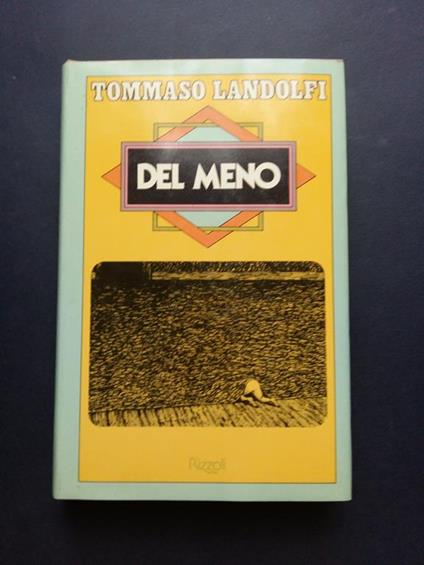 TOMMASO LANDOLFI
DEL MENO
Rizzoli